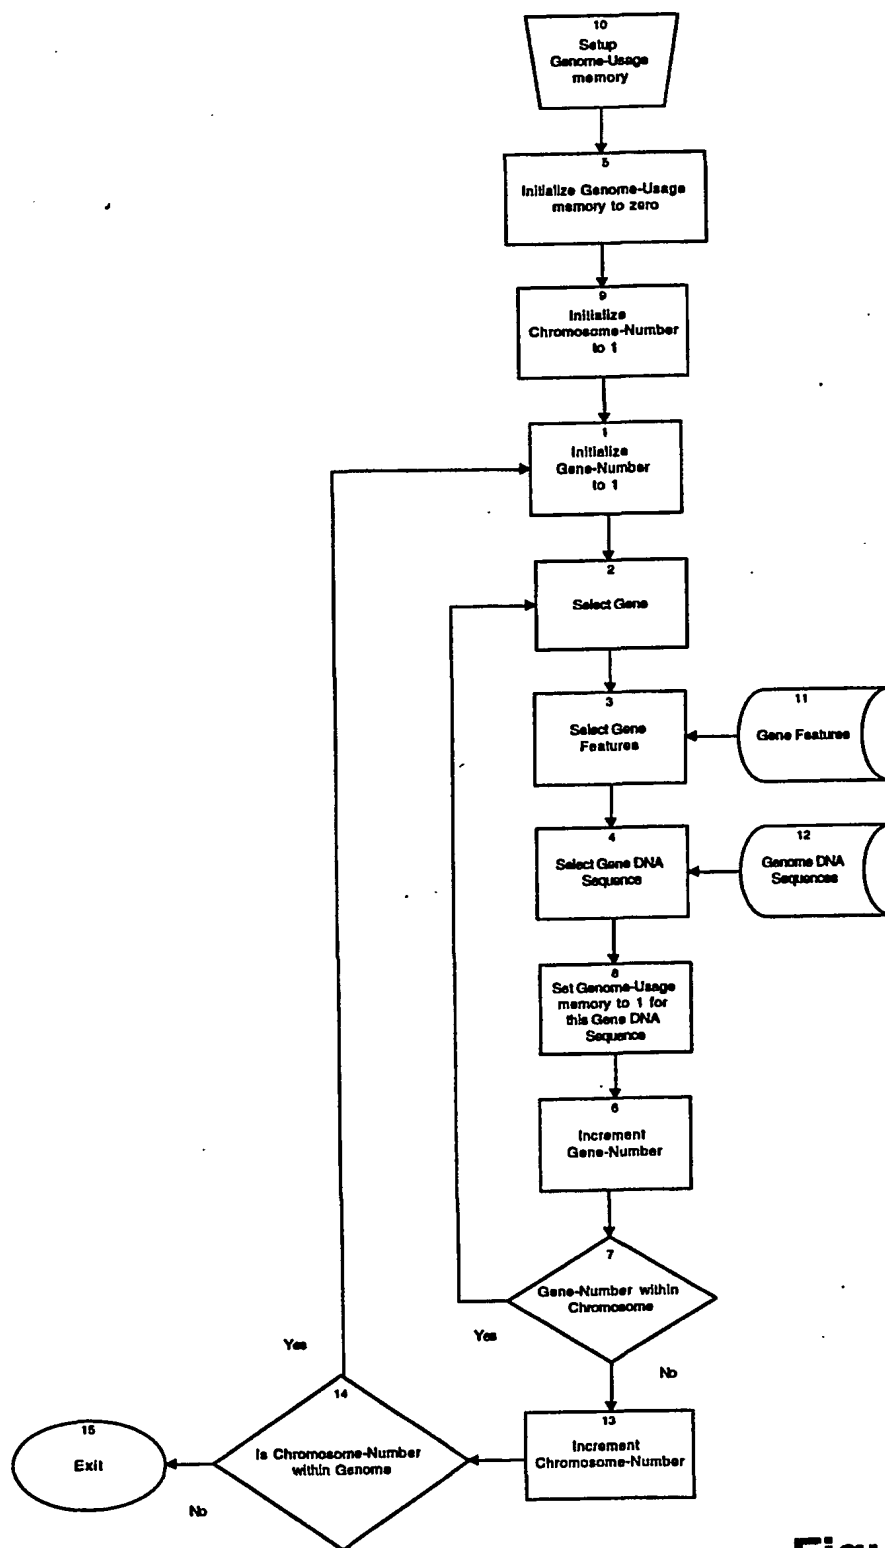 10
Setup
Genome-Usage
memory
5
Initialize Genome-Usage
memory to zero
9
Initialize
Chromosome-Number
to 1
1
Initialize
Gene-Number
to 1
2
Select Gene
3
Select Gene
Features
11
Gene Features
4
Select Gene DNA
Sequence
12
Genome DNA
Sequences
8
Set Genome-Usage
memory to 1 for
this Gene DNA
Sequence
6
Increment
Gene-Number
7
Gene-Number within
Chromosome
Yes
No
13
Increment
Chromosome-Number
Yes
14
Is Chromosome-Number
within Genome
No
15
Exit